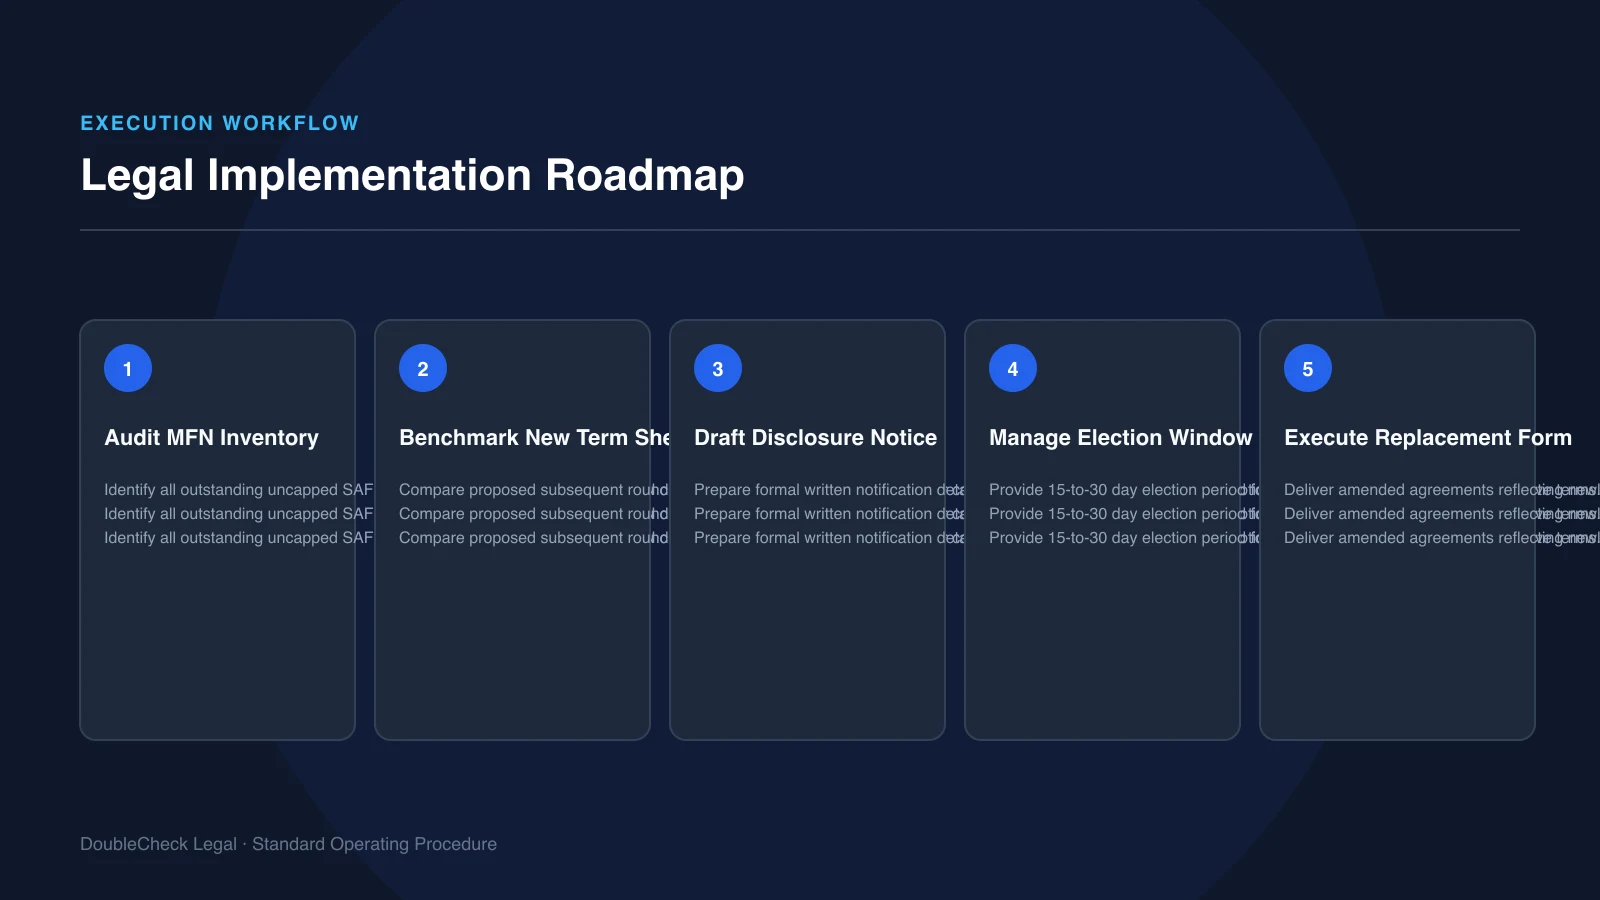 EXECUTION WORKFLOW
Legal Implementation Roadmap
1
Audit MFN Inventory
Identify all outstanding uncapped SAF
Identify all outstanding uncapped SAF
Identify all outstanding uncapped SAF
2
Benchmark New Term She
Compare proposed subsequent round
Compare proposed subsequent round
Compare proposed subsequent round
3
Draft Disclosure Notice
Prepare formal written notification
Prepare formal written notification
Prepare formal written notification
4
Manage Election Window
Provide 15-to-30 day election period
Provide 15-to-30 day election period
Provide 15-to-30 day election period
5
Execute Replacement Form
Deliver amended agreements reflecting
Deliver amended agreements reflecting
Deliver amended agreements reflecting
DoubleCheck Legal · Standard Operating Procedure